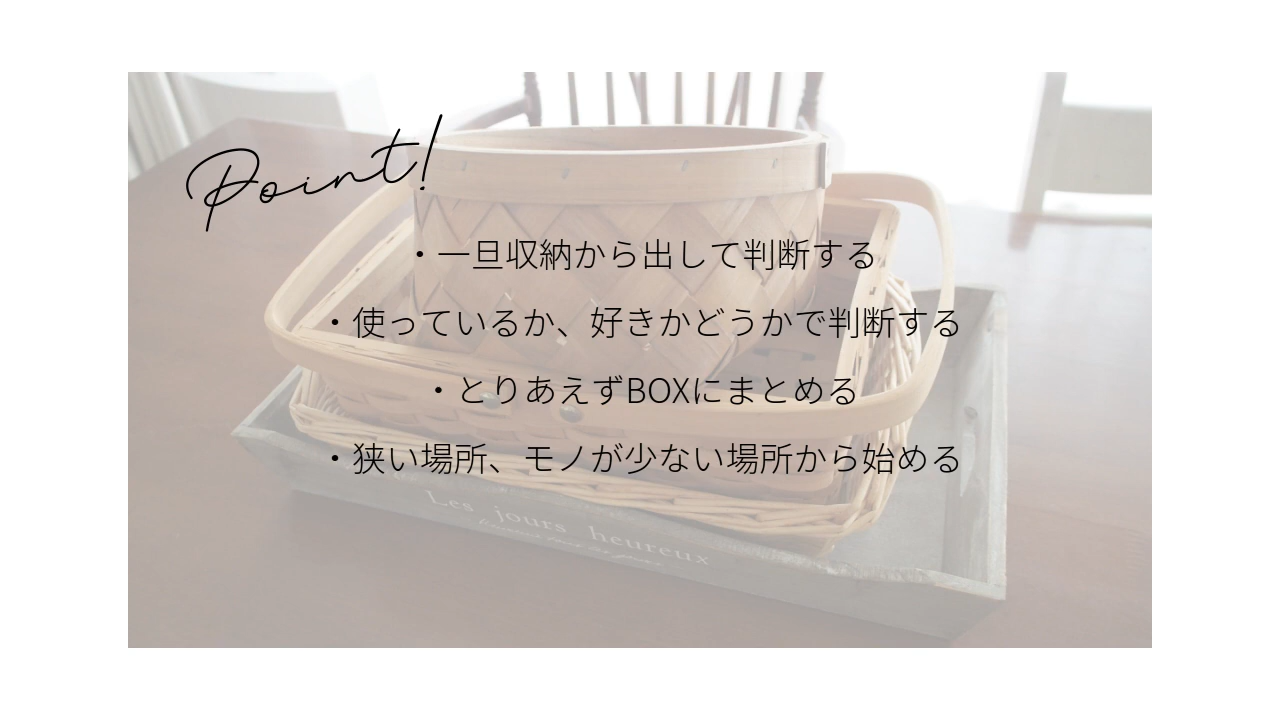 Point!
・一旦収納から出して判断する
・使っているか、好きかどうかで判断する
・とりあえずBOXにまとめる
・狭い場所、モノが少ない場所から始める
Les jours heureux